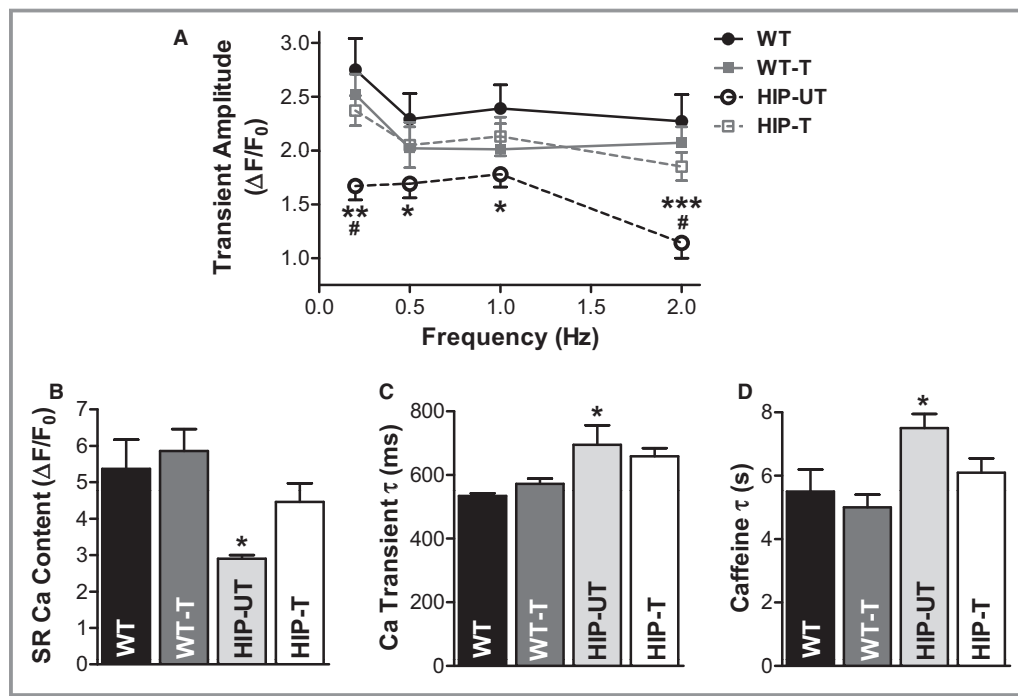 A
Transient Amplitude
(ΔF/F0)
3.0
2.5
2.0
1.5
1.0
**
#
*
*
***
#
0.0 0.5 1.0 1.5 2.0
Frequency (Hz)
WT
WT-T
HIP-UT
HIP-T
B
SR Ca Content (ΔF/F0)
7
6
5
4
3
2
1
0
*
WT
WT-T
HIP-UT
HIP-T
C
Ca Transient τ (ms)
800
600
400
200
0
*
WT
WT-T
HIP-UT
HIP-T
D
Caffeine τ (s)
8
6
4
2
0
*
WT
WT-T
HIP-UT
HIP-T